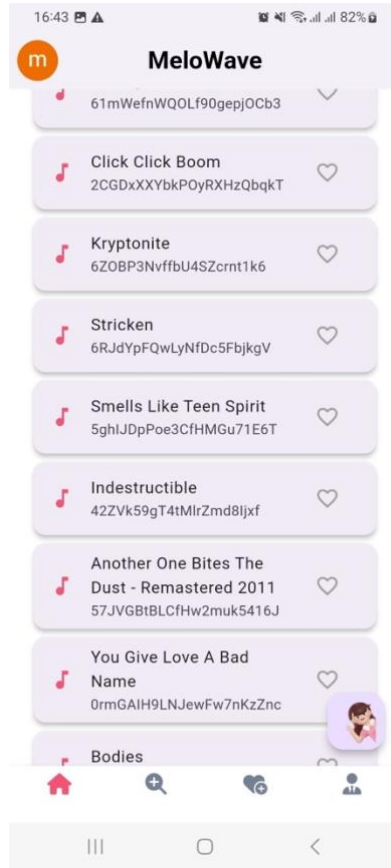 16:43
82%
m
MeloWave
61mWefnWQOLf90gepjOCb3
Click Click Boom
2CGDxXXYbkPOyRXHzQbqkT
Kryptonite
6ZOBP3NvffbU4SZcrnt1k6
Stricken
6RJdYpFQwLyNfDc5FbjkgV
Smells Like Teen Spirit
5ghIJDpPoe3CfHMGu71E6T
Indestructible
42ZVk59gT4tMlrZmd8Ijxf
Another One Bites The
Dust - Remastered 2011
57JVGBtBLCfHw2muk5416J
You Give Love A Bad
Name
0rmGAIH9LNJewFw7nKzZnc
Bodies